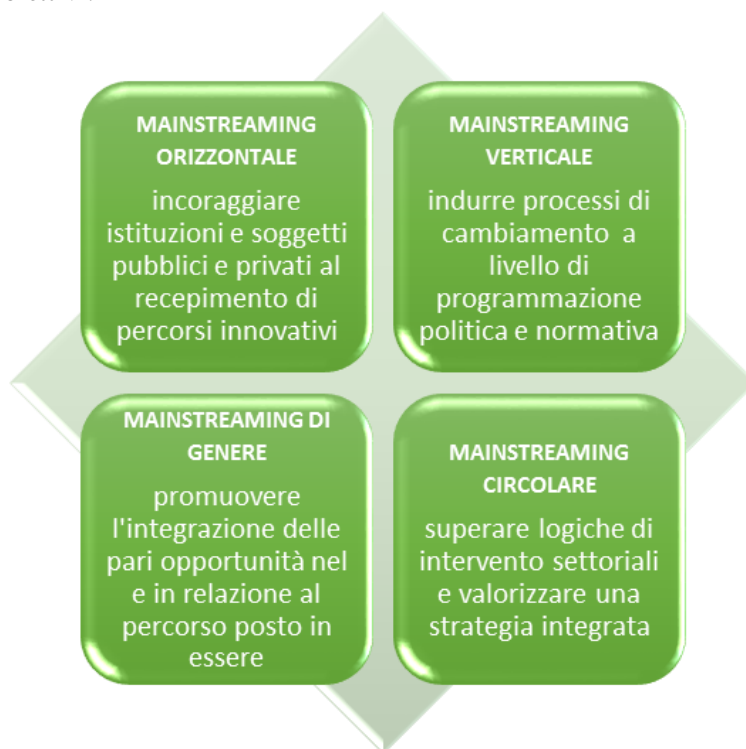 MAINSTREAMING
ORIZZONTALE
incoraggiare
istituzioni e soggetti
pubblici e privati al
recepimento di
percorsi innovativi
MAINSTREAMING
VERTICALE
indurre processi di
cambiamento a
livello di
programmazione
politica e normativa
MAINSTREAMING DI
GENERE
promuovere
l'integrazione delle
pari opportunità nel
e in relazione al
percorso posto in
essere
MAINSTREAMING
CIRCOLARE
superare logiche di
intervento settoriali
e valorizzare una
strategia integrata